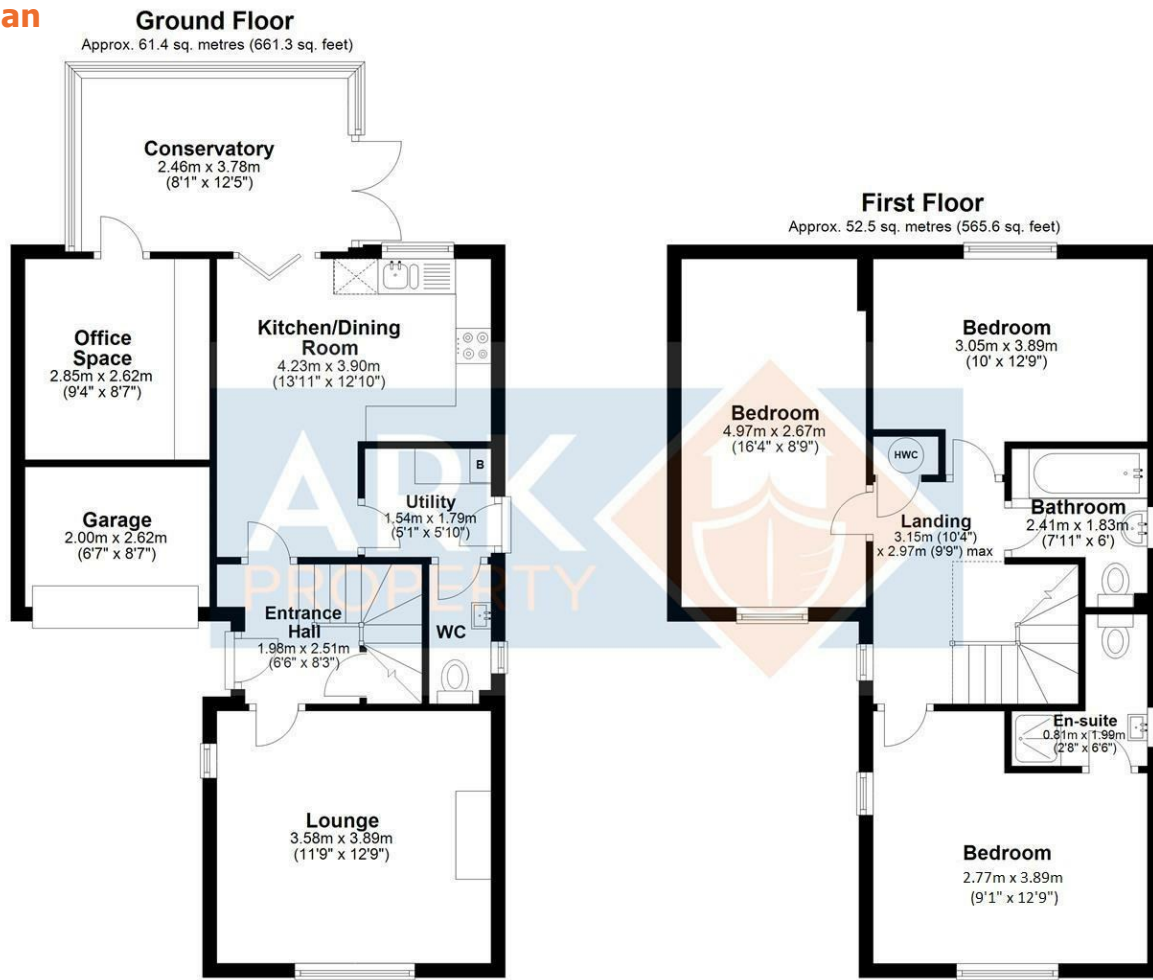 an
Ground Floor
Approx. 61.4 sq. metres (661.3 sq. feet)
Conservatory
2.46m x 3.78m
(8'1" x 12'5")
Office
Space
2.85m x 2.62m
(9'4" x 8'7")
Kitchen/Dining
Room
4.23m x 3.90m
(13'11" x 12'10")
Utility
1.54m x 1.79m
(5'1" x 5'10")
B
Garage
2.00m x 2.62m
(6'7" x 8'7")
Entrance
Hall
1.98m x 2.51m
(6'6" x 8'3")
WC
Lounge
3.58m x 3.89m
(11'9" x 12'9")
First Floor
Approx. 52.5 sq. metres (565.6 sq. feet)
Bedroom
3.05m x 3.89m
(10' x 12'9")
Bedroom
4.97m x 2.67m
(16'4" x 8'9")
HWC
Landing
3.15m (10'4")
x 2.97m (9'9") max
Bathroom
2.41m x 1.83m
(7'11" x 6')
En-suite
0.81m x 1.99m
(2'8" x 6'6")
Bedroom
2.77m x 3.89m
(9'1" x 12'9")
ARK
PROPERTY